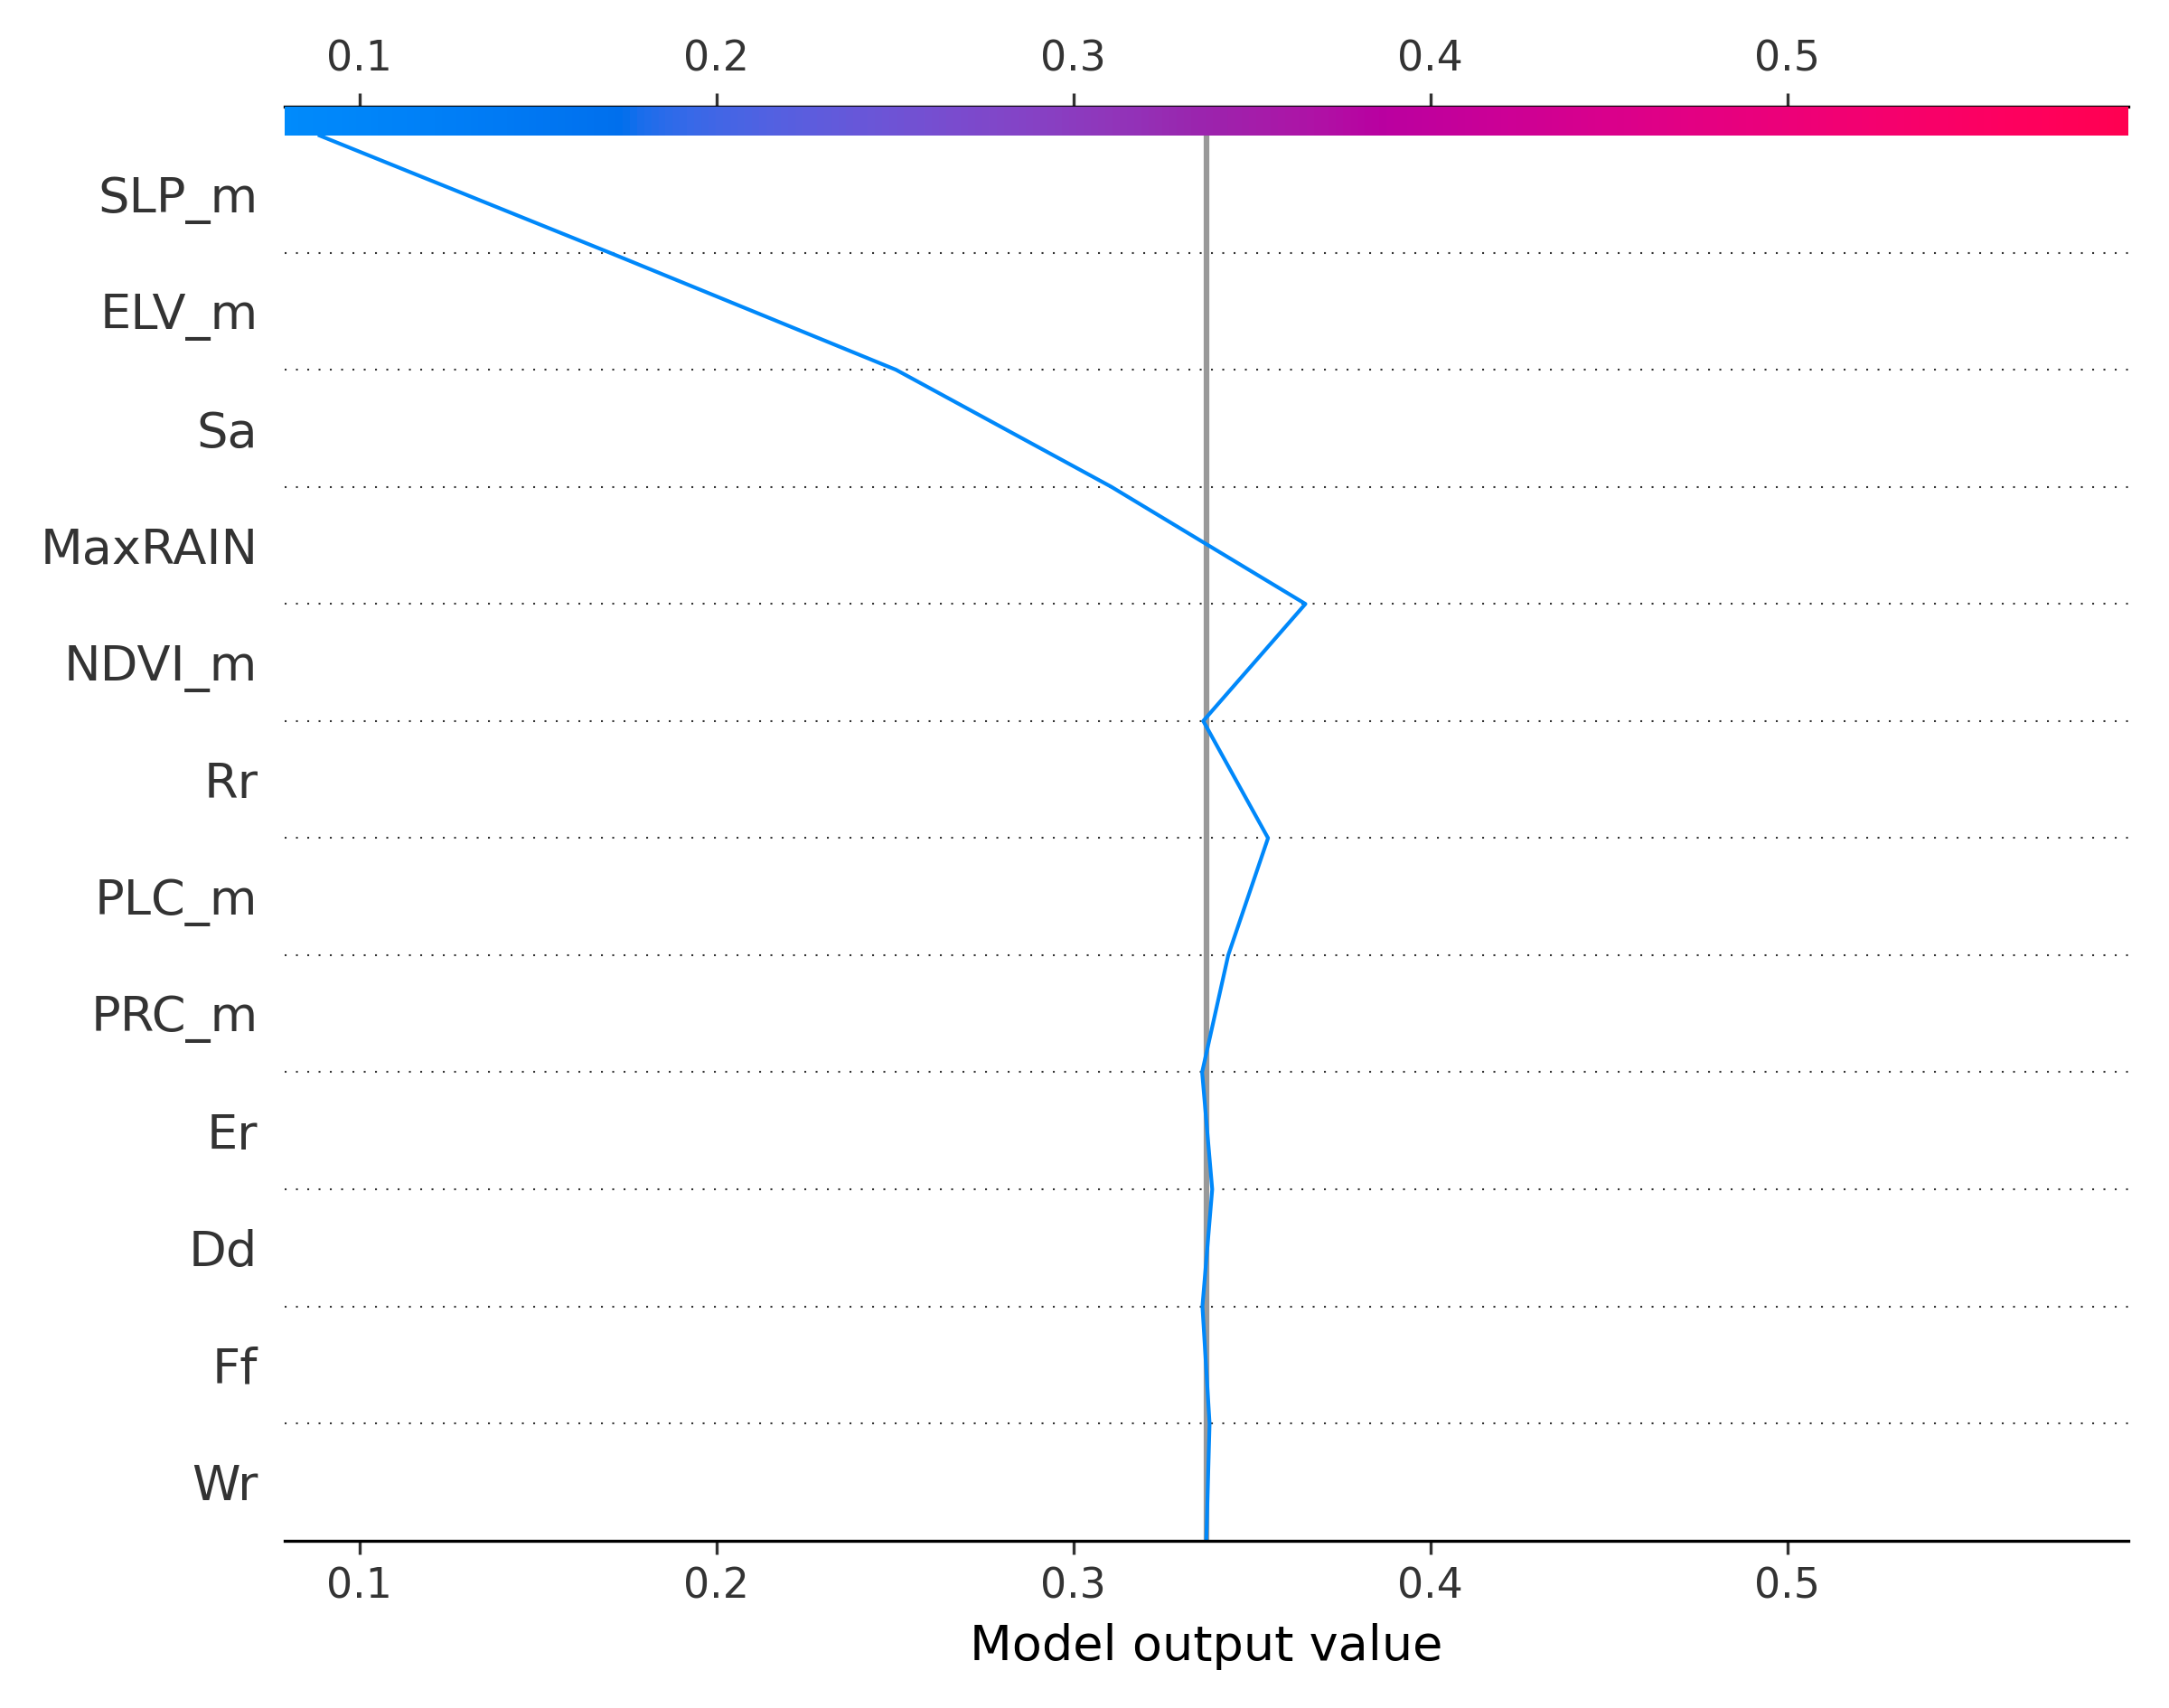 0.1 0.2 0.3 0.4 0.5
SLP_m
ELV_m
Sa
MaxRAIN
NDVI_m
Rr
PLC_m
PRC_m
Er
Dd
Ff
Wr
0.1 0.2 0.3 0.4 0.5
Model output value